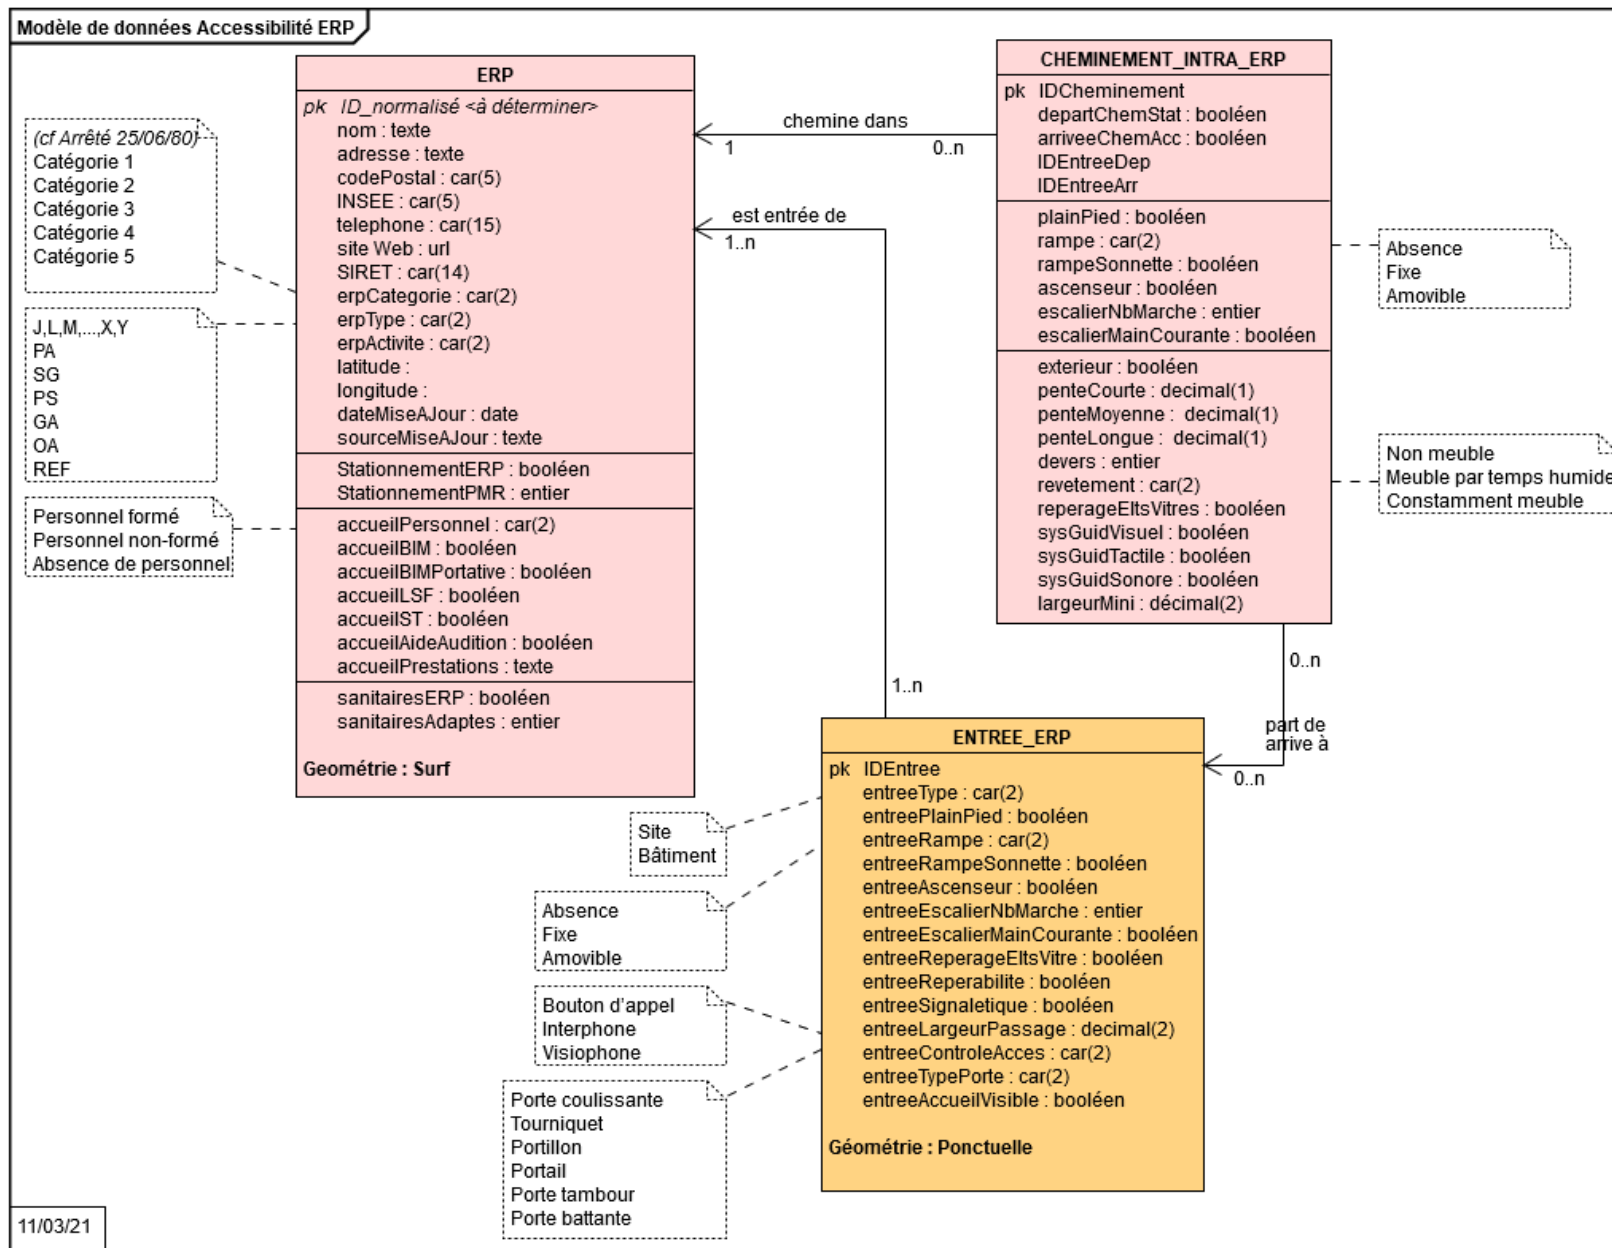 Modèle de données Accessibilité ERP
ERP
pk ID_normalisé <à déterminer>
nom : texte
adresse : texte
codePostal : car(5)
INSEE : car(5)
telephone : car(15)
site Web : url
SIRET : car(14)
erpCategorie : car(2)
erpType : car(2)
erpActivite : car(2)
latitude :
longitude :
dateMiseAJour : date
sourceMiseAJour : texte
StationnementERP : booléen
StationnementPMR : entier
accueilPersonnel : car(2)
accueilBIM : booléen
accueilBIMPortative : booléen
accueilLSF : booléen
accueilST : booléen
accueilAideAudition : booléen
accueilPrestations : texte
sanitairesERP : booléen
sanitairesAdaptes : entier
Geométrie : Surf
(cf Arrêté 25/06/80)
Catégorie 1
Catégorie 2
Catégorie 3
Catégorie 4
Catégorie 5
J,L,M,...,X,Y
PA
SG
PS
GA
OA
REF
Personnel formé
Personnel non-formé
Absence de personnel
chemine dans
1
0..n
est entrée de
1..n
1..n
CHEMINEMENT_INTRA_ERP
pk IDCheminement
departChemStat : booléen
arriveeChemAcc : booléen
IDEntreeDep
IDEntreeArr
plainPied : booléen
rampe : car(2)
rampeSonnette : booléen
ascenseur : booléen
escalierNbMarche : entier
escalierMainCourante : booléen
exterieur : booléen
penteCourte : decimal(1)
penteMoyenne : decimal(1)
penteLongue : decimal(1)
devers : entier
revetement : car(2)
reperageEltsVitres : booléen
sysGuidVisuel : booléen
sysGuidTactile : booléen
sysGuidSonore : booléen
largeurMini : décimal(2)
Absence
Fixe
Amovible
Non meuble
Meuble par temps humide
Constamment meuble
0..n
part de
arrive à
0..n
ENTREE_ERP
pk IDEntree
entreeType : car(2)
entreePlainPied : booléen
entreeRampe : car(2)
entreeRampeSonnette : booléen
entreeAscenseur : booléen
entreeEscalierNbMarche : entier
entreeEscalierMainCourante : booléen
entreeReperageEltsVitre : booléen
entreeReperabilite : booléen
entreeSignaletique : booléen
entreeLargeurPassage : decimal(2)
entreeControleAcces : car(2)
entreeTypePorte : car(2)
entreeAccueilVisible : booléen
Géométrie : Ponctuelle
Site
Bâtiment
Absence
Fixe
Amovible
Bouton d'appel
Interphone
Visiophone
Porte coulissante
Tourniquet
Portillon
Portail
Porte tambour
Porte battante
11/03/21